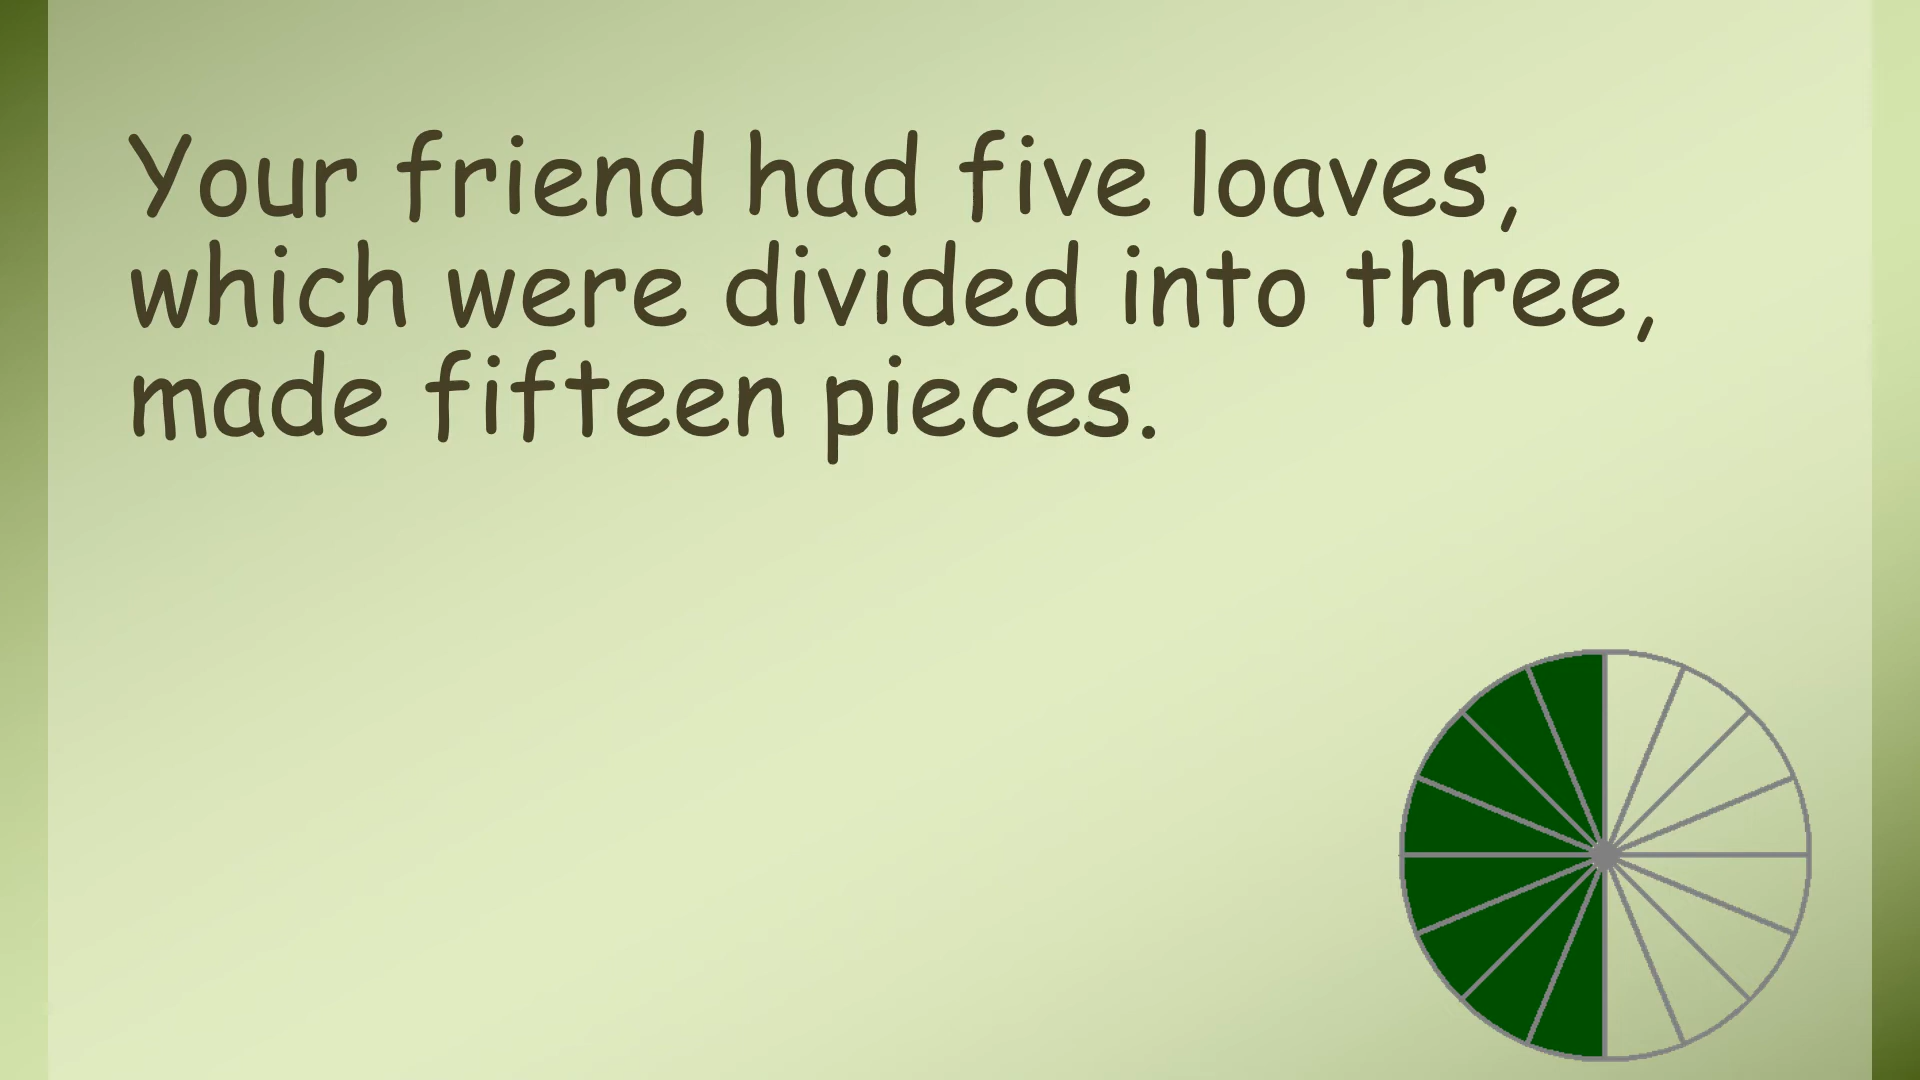 Your friend had five loaves,
which were divided into three,
made fifteen pieces.